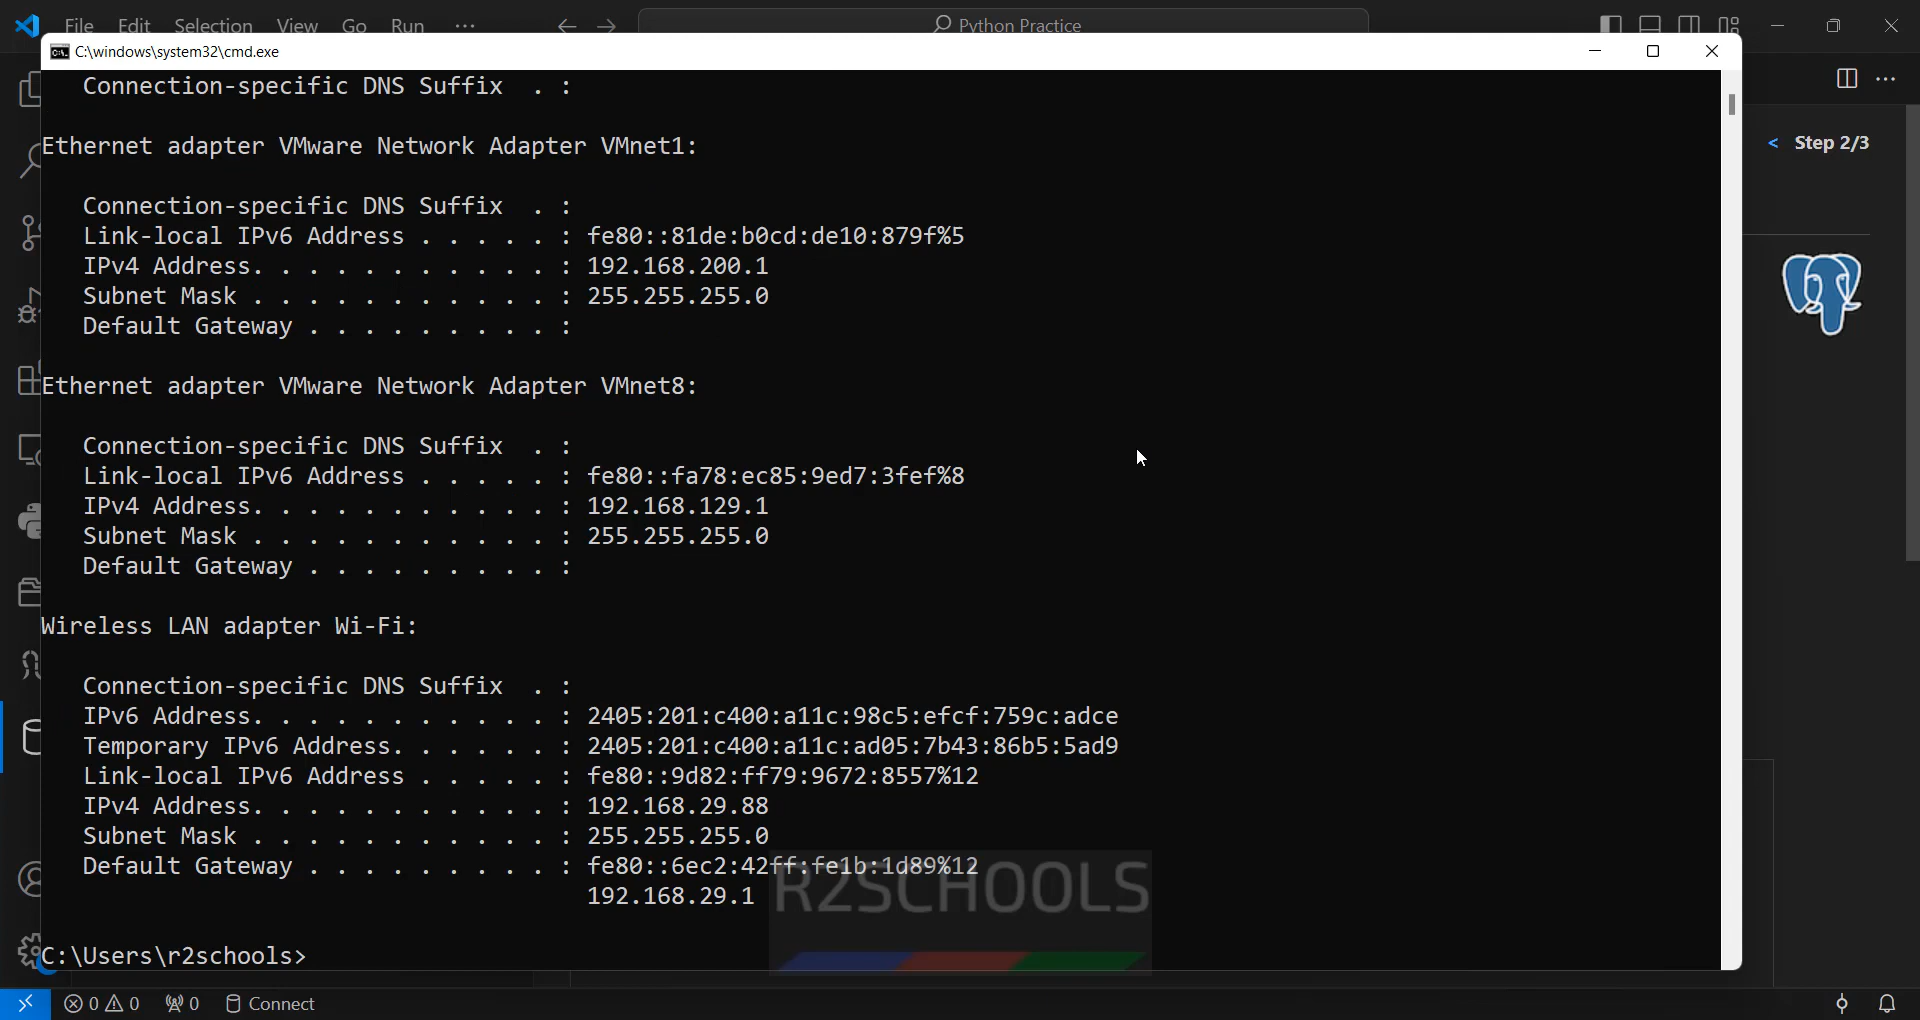 File Edit Selection View Go Run ··· ← → Python Practice
C:\windows\system32\cmd.exe
Connection-specific DNS Suffix . :
Ethernet adapter VMware Network Adapter VMnet1:
Connection-specific DNS Suffix . :
Link-local IPv6 Address . . . . . : fe80::81de:b0cd:de10:879f%5
IPv4 Address. . . . . . . . . . . : 192.168.200.1
Subnet Mask . . . . . . . . . . . : 255.255.255.0
Default Gateway . . . . . . . . . :
Ethernet adapter VMware Network Adapter VMnet8:
Connection-specific DNS Suffix . :
Link-local IPv6 Address . . . . . : fe80::fa78:ec85:9ed7:3fef%8
IPv4 Address. . . . . . . . . . . : 192.168.129.1
Subnet Mask . . . . . . . . . . . : 255.255.255.0
Default Gateway . . . . . . . . . :
Wireless LAN adapter Wi-Fi:
Connection-specific DNS Suffix . :
IPv6 Address. . . . . . . . . . . : 2405:201:c400:a11c:98c5:efcf:759c:adce
Temporary IPv6 Address. . . . . . : 2405:201:c400:a11c:ad05:7b43:86b5:5ad9
Link-local IPv6 Address . . . . . : fe80::9d82:ff79:9672:8557%12
IPv4 Address. . . . . . . . . . . : 192.168.29.88
Subnet Mask . . . . . . . . . . . : 255.255.255.0
Default Gateway . . . . . . . . . : fe80::6ec2:42ff:fe1b:1d89%12
192.168.29.1
C:\Users\r2schools>
< Step 2/3
R2SCHOOLS
0 0 0 Connect